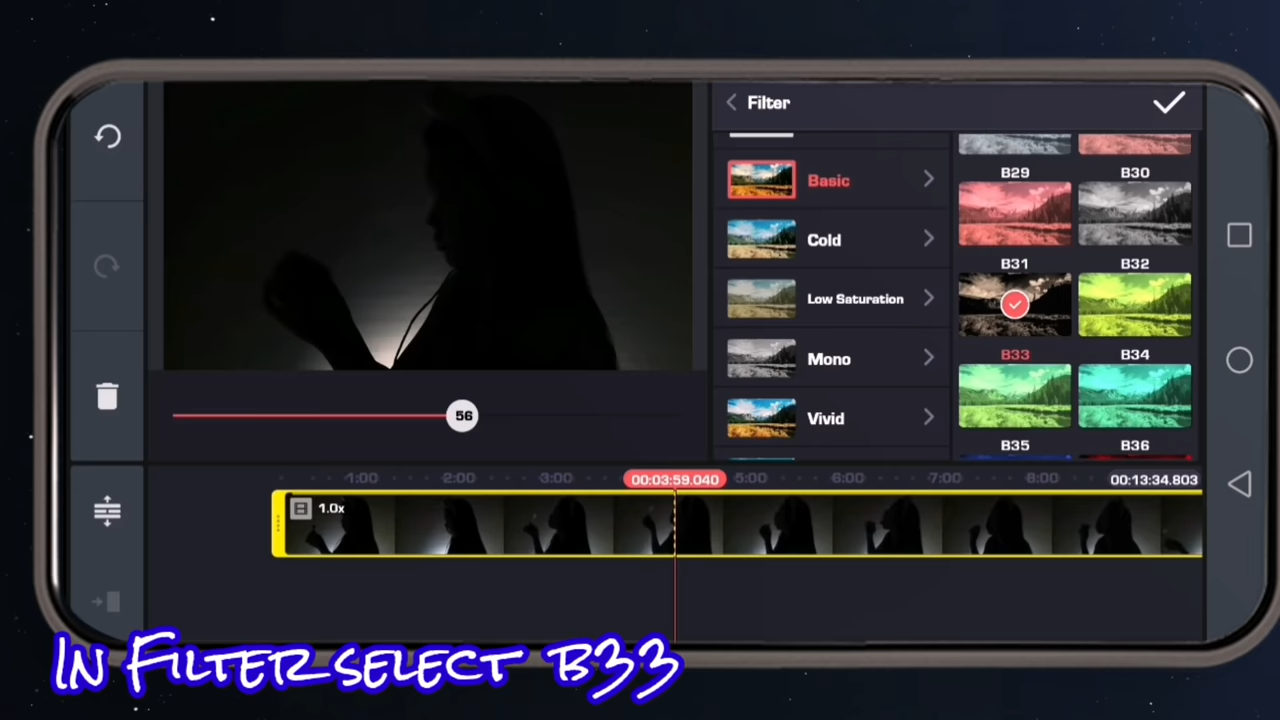 Filter
Basic
Cold
Low Saturation
Mono
Vivid
B29
B30
B31
B32
B33
B34
B35
B36
56
1:00
2:00
3:00
00:03:59.040
5:00
6:00
7:00
8:00
00:13:34.803
1.0x
In Filter select B33